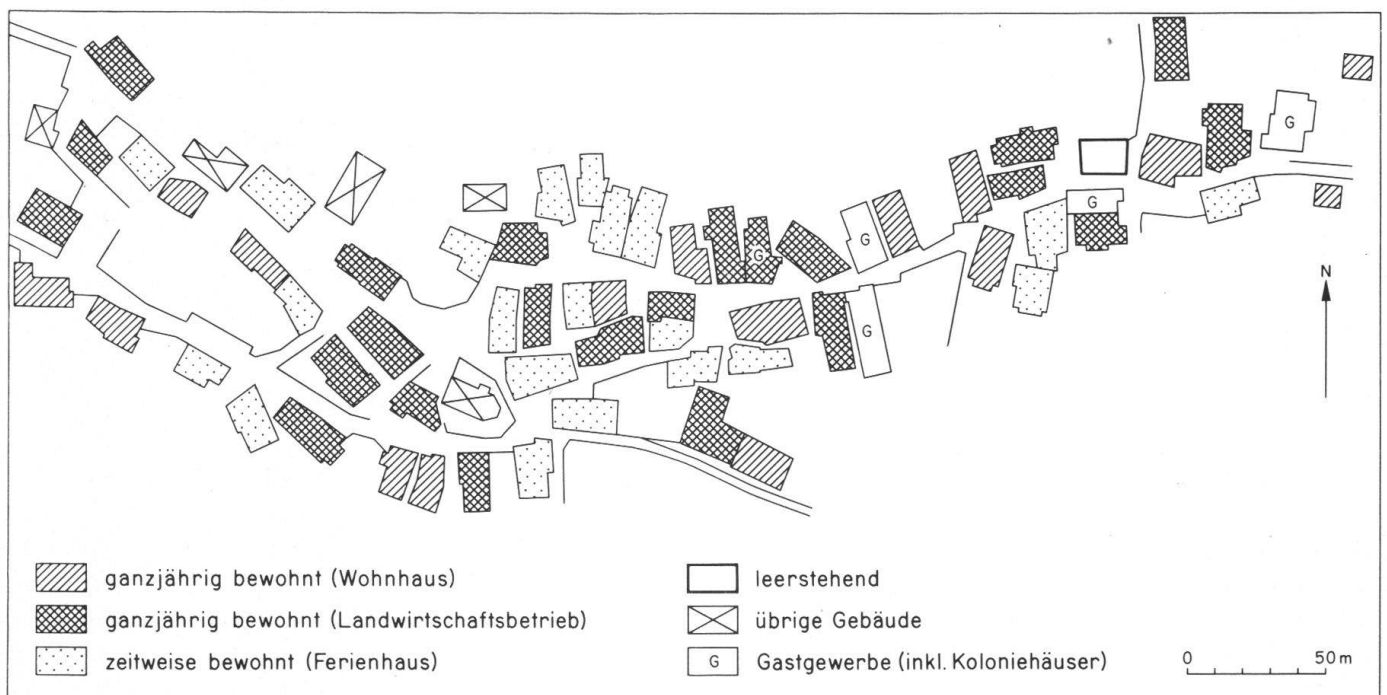 G
G
G
G
G
N
ganzjährig bewohnt (Wohnhaus)
ganzjährig bewohnt (Landwirtschaftsbetrieb)
zeitweise bewohnt (Ferienhaus)
leerstehend
übrige Gebäude
G Gastgewerbe (inkl. Koloniehäuser)
0 50 m